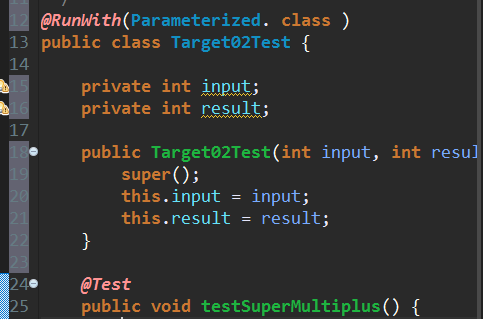 11 */
12 @RunWith(Parameterized. class )
13 public class Target02Test {
14
15 private int input;
16 private int result;
17
18 public Target02Test(int input, int resul
19 super();
20 this.input = input;
21 this.result = result;
22 }
23
24 @Test
25 public void testSuperMultiplus() {